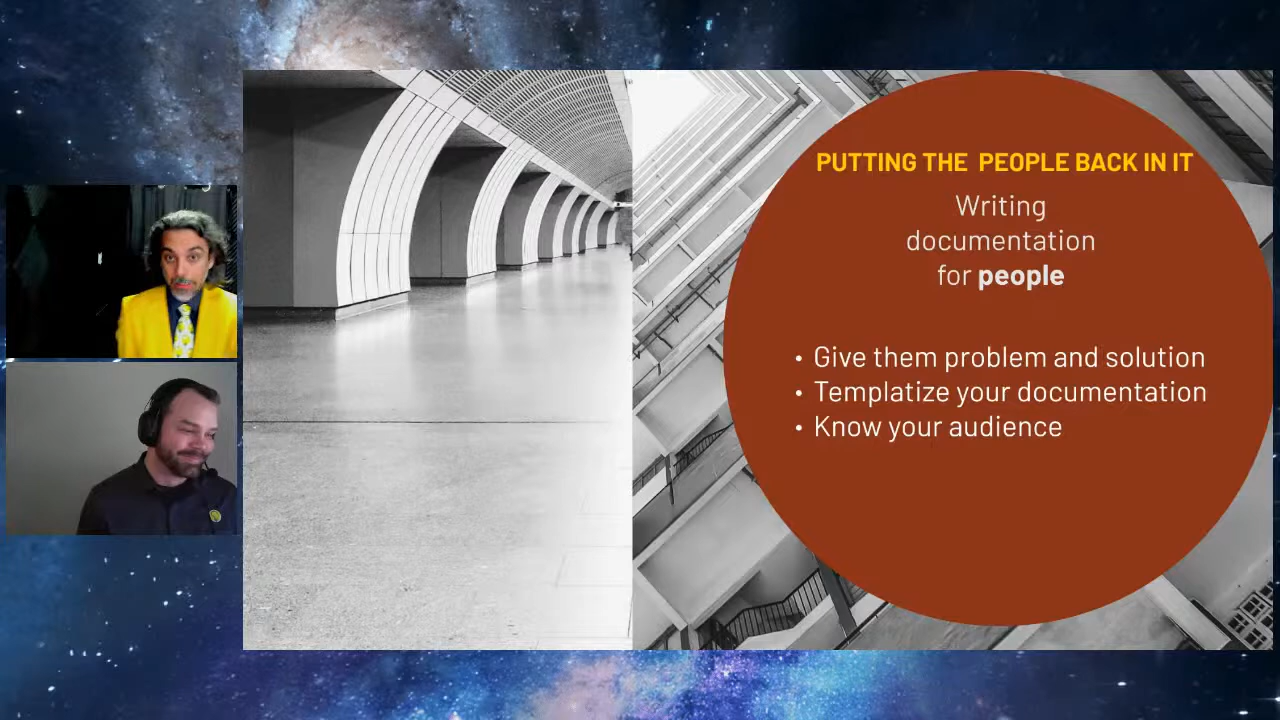 PUTTING THE PEOPLE BACK IN IT
Writing
documentation
for people
• Give them problem and solution
• Templatize your documentation
• Know your audience